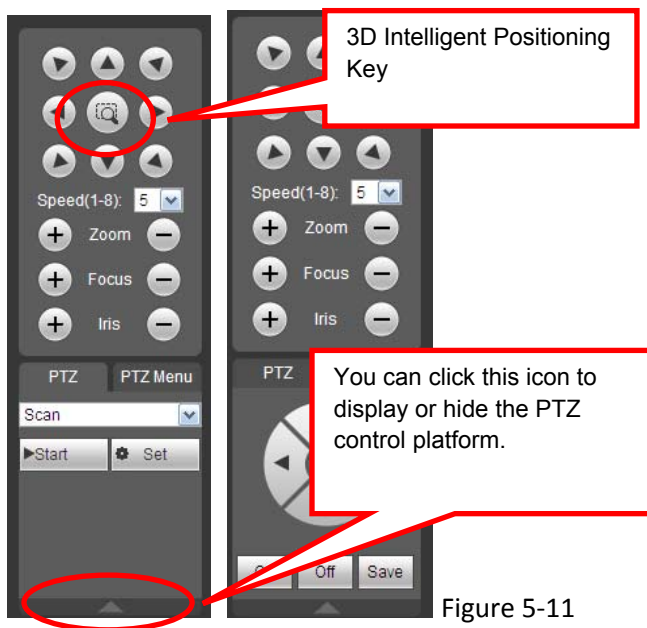 3D Intelligent Positioning
Key
Speed(1-8): 5
Zoom
Focus
Iris
PTZ PTZ Menu
Scan
Start Set
Speed(1-8): 5
Zoom
Focus
Iris
PTZ
You can click this icon to
display or hide the PTZ
control platform.
Off Save
Figure 5-11